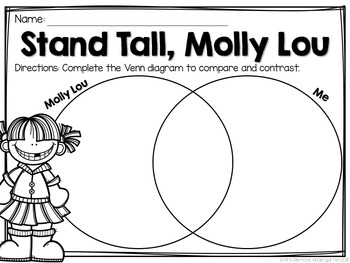 Name:
Stand Tall, Molly Lou
Directions: Complete the Venn diagram to compare and contrast.
Molly Lou
Me